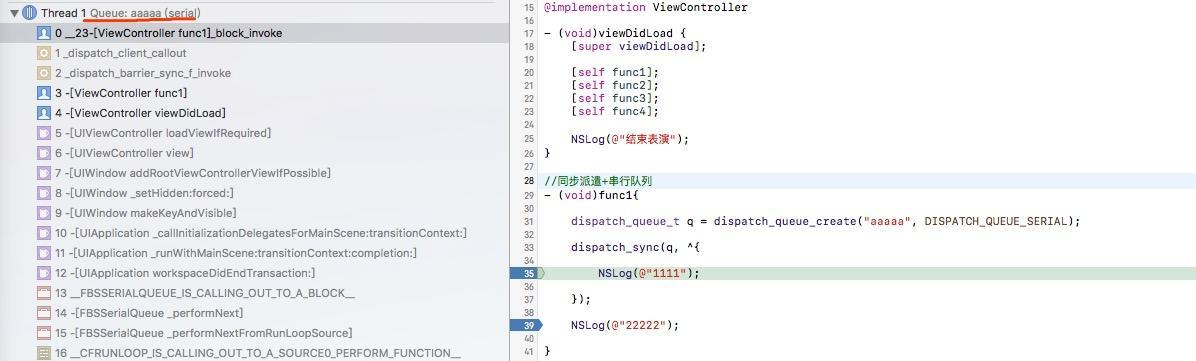 Thread 1 Queue: aaaaa (serial)
0 __23-[ViewController func1]_block_invoke
1 _dispatch_client_callout
2 _dispatch_barrier_sync_f_invoke
3 -[ViewController func1]
4 -[ViewController viewDidLoad]
5 -[UIViewController loadViewIfRequired]
6 -[UIViewController view]
7 -[UIWindow addRootViewControllerViewIfPossible]
8 -[UIWindow _setHidden:forced:]
9 -[UIWindow makeKeyAndVisible]
10 -[UIApplication _callInitializationDelegatesForMainScene:transitionContext:]
11 -[UIApplication _runWithMainScene:transitionContext:completion:]
12 -[UIApplication workspaceDidEndTransaction:]
13 __FBSSERIALQUEUE_IS_CALLING_OUT_TO_A_BLOCK__
14 -[FBSSerialQueue _performNext]
15 -[FBSSerialQueue _performNextFromRunLoopSource]
16 __CFRUNLOOP_IS_CALLING_OUT_TO_A_SOURCE0_PERFORM_FUNCTION__
15 @implementation ViewController
16
17 - (void)viewDidLoad {
18 [super viewDidLoad];
19
20 [self func1];
21 [self func2];
22 [self func3];
23 [self func4];
24
25 NSLog(@"结束表演");
26 }
27
28 //同步派遣+串行队列
29 - (void)func1{
30
31 dispatch_queue_t q = dispatch_queue_create("aaaaa", DISPATCH_QUEUE_SERIAL);
32
33 dispatch_sync(q, ^{
34
35 NSLog(@"1111");
36
37 });
38
39 NSLog(@"22222");
40
41 }